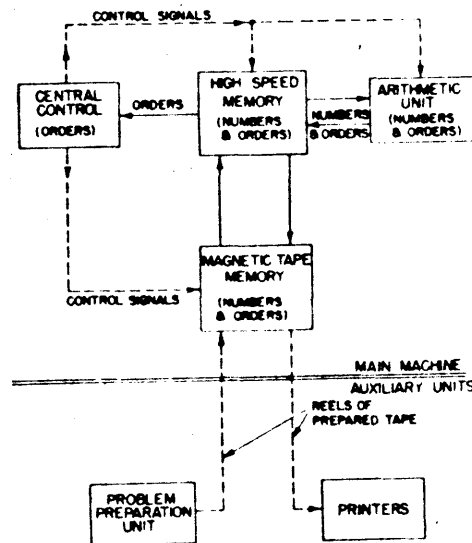 CONTROL SIGNALS
CENTRAL
CONTROL
(ORDERS)
ORDERS
HIGH SPEED
MEMORY
(NUMBERS
& ORDERS)
NUMBERS
& ORDERS
ARITHMETIC
UNIT
(NUMBERS
& ORDERS)
MAGNETIC TAPE
MEMORY
(NUMBERS
& ORDERS)
CONTROL SIGNALS
MAIN MACHINE
AUXILIARY UNITS
REELS OF
PREPARED TAPE
PROBLEM
PREPARATION
UNIT
PRINTERS